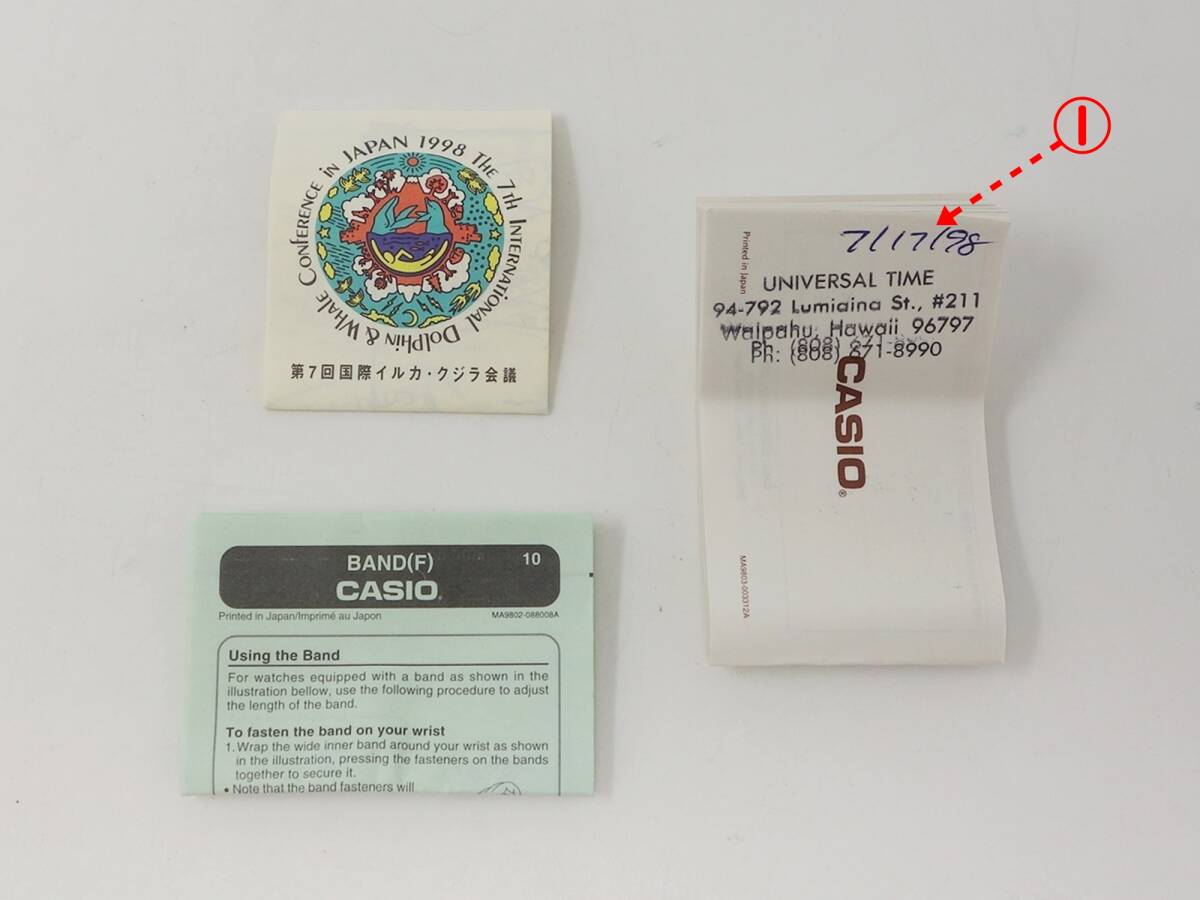 Conference in JAPAN 1998 The 7th International Dolphin & Whale
第7回国際イルカ・クジラ会議
①
7/17/98
Printed in Japan
UNIVERSAL TIME
94-792 Lumiaina St., #211
Waipahu, Hawaii 96797
Ph: (808) 671-8990
CASIO®
MA9803-003312A
BAND(F) 10
CASIO®
Printed in Japan/Imprimé au Japon MA9802-088008A
Using the Band
For watches equipped with a band as shown in the
illustration bellow, use the following procedure to adjust
the length of the band.
To fasten the band on your wrist
1. Wrap the wide inner band around your wrist as shown
in the illustration, pressing the fasteners on the bands
together to secure it.
• Note that the band fasteners will